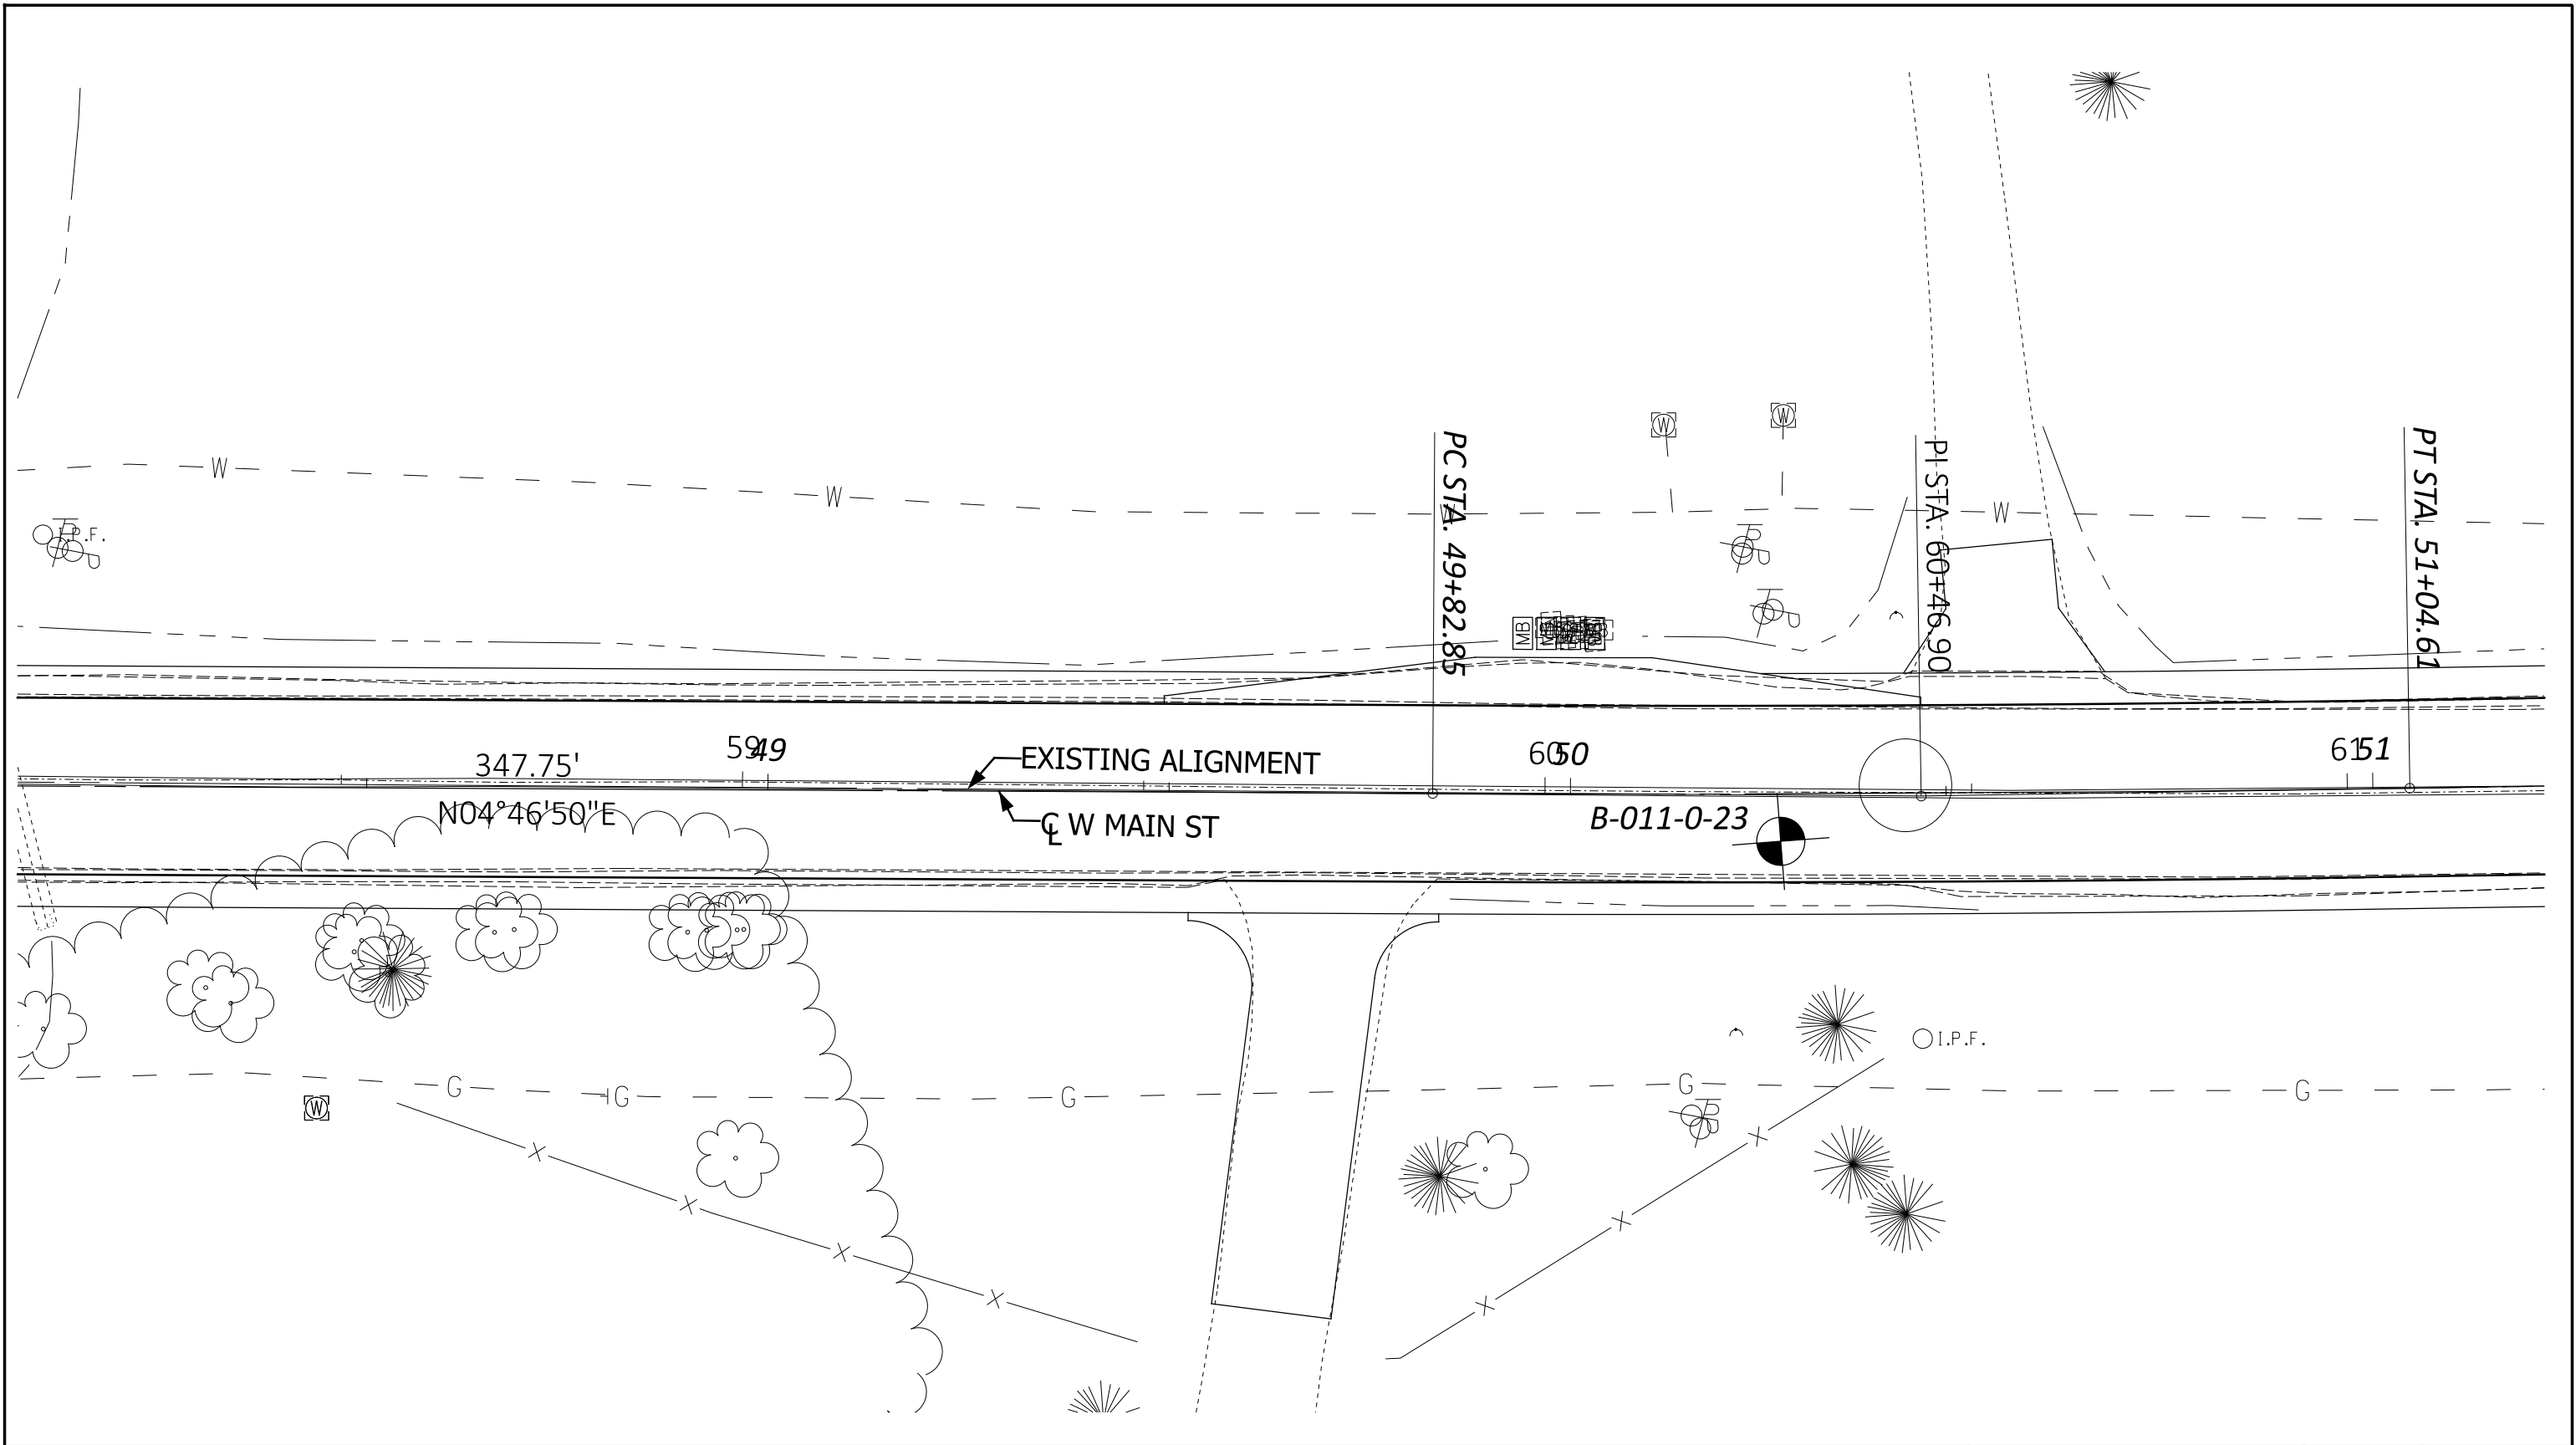 W
W
W
W
W
W
I.P.F.
PC STA. 49+82.85
PI STA. 60+46.90
PT STA. 51+04.61
MB
347.75'
59
49
EXISTING ALIGNMENT
60
50
61
51
N04°46'50"E
CL W MAIN ST
B-011-0-23
I.P.F.
G
G
G
G
G
W